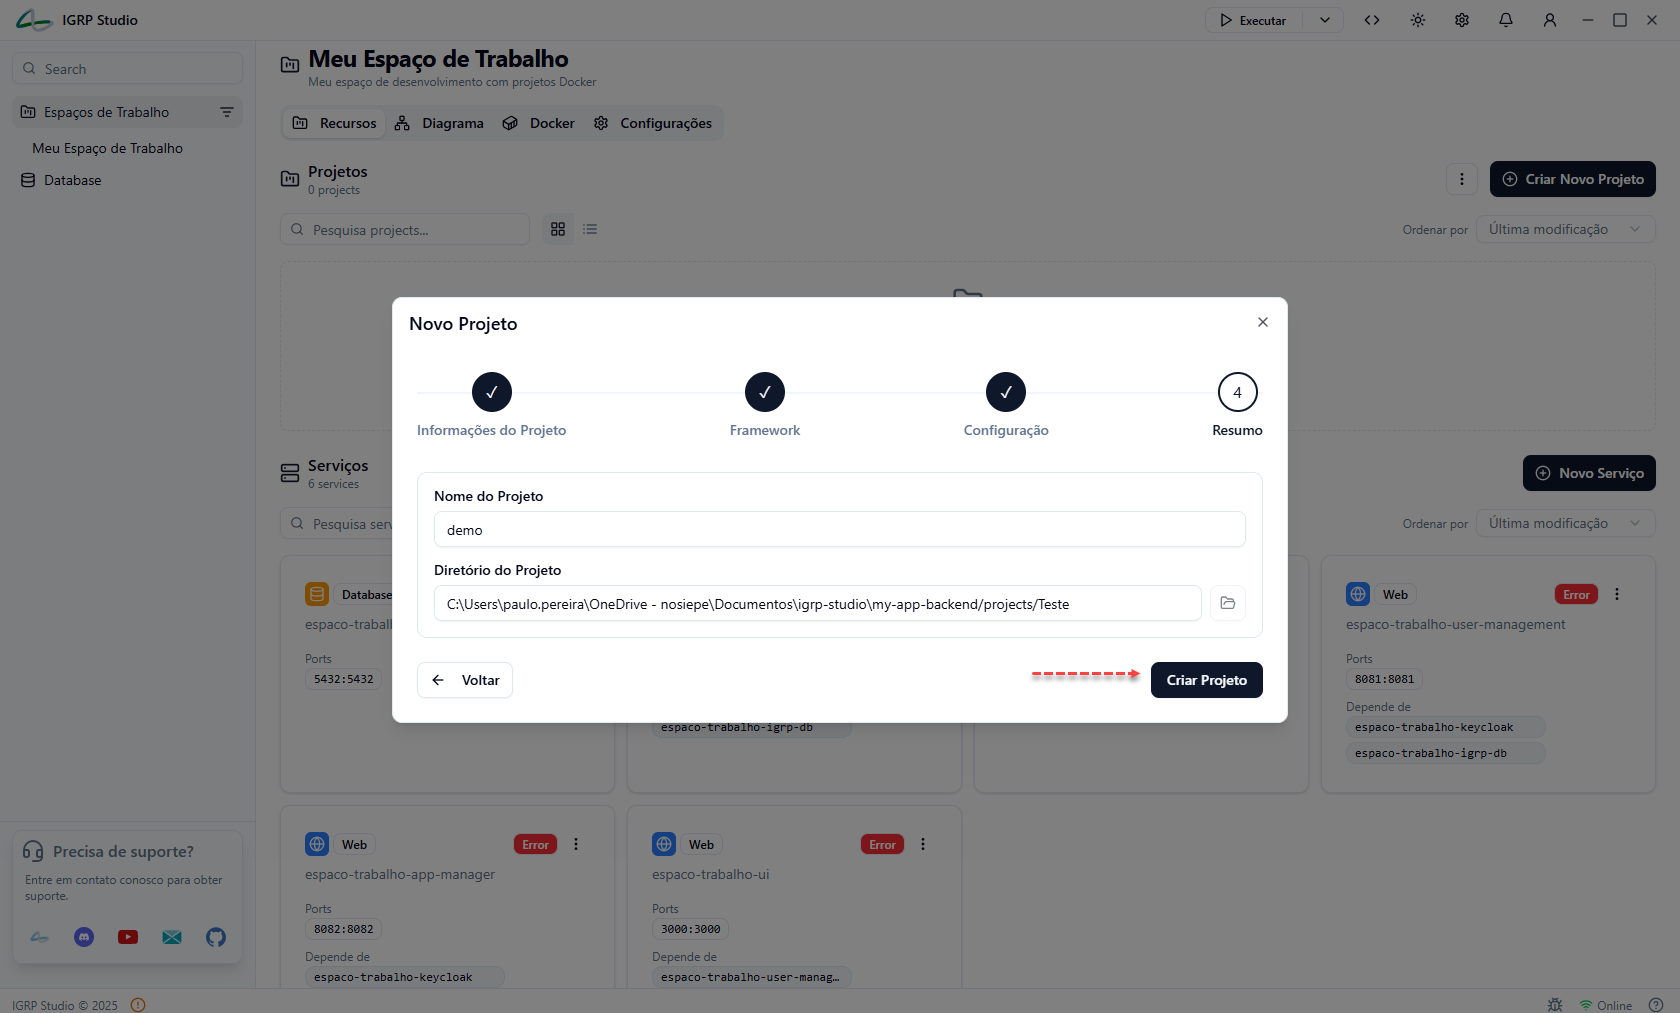 IGRP Studio
Executar
Search
Espaços de Trabalho
Meu Espaço de Trabalho
Database
Meu Espaço de Trabalho
Meu espaço de desenvolvimento com projetos Docker
Recursos
Diagrama
Docker
Configurações
Projetos
0 projects
Criar Novo Projeto
Pesquisa projects...
Ordenar por
Última modificação
Novo Projeto
4
Informações do Projeto
Framework
Configuração
Resumo
Nome do Projeto
demo
Diretório do Projeto
C:\Users\paulo.pereira\OneDrive - nosiepe\Documentos\igrp-studio\my-app-backend/projects/Teste
Voltar
Criar Projeto
Serviços
6 services
Novo Serviço
Pesquisa serv
Ordenar por
Última modificação
Database
espaco-trabal
Ports
5432:5432
espaco-trabalho-igrp-db
Web
Error
espaco-trabalho-user-management
Ports
8081:8081
Depende de
espaco-trabalho-keycloak
espaco-trabalho-igrp-db
Web
Error
espaco-trabalho-app-manager
Ports
8082:8082
Depende de
espaco-trabalho-keycloak
Web
Error
espaco-trabalho-ui
Ports
3000:3000
Depende de
espaco-trabalho-user-manag…
Precisa de suporte?
Entre em contato conosco para obter
suporte.
IGRP Studio © 2025
Online